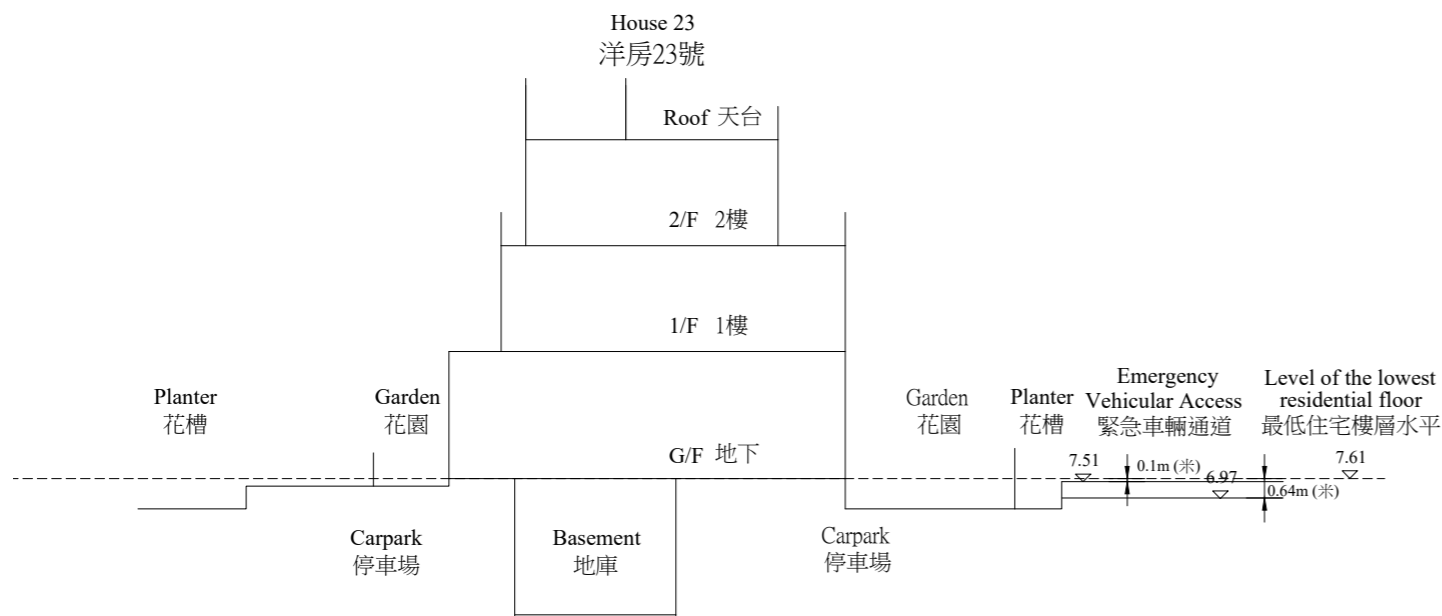 House 23
洋房23號
Roof 天台
2/F 2樓
1/F 1樓
Planter
花槽
Garden
花園
Garden
花園
Planter
花槽
Emergency
Vehicular Access
緊急車輛通道
Level of the lowest
residential floor
最低住宅樓層水平
G/F 地下
7.51
0.1m (米)
6.97
7.61
0.64m (米)
Carpark
停車場
Basement
地庫
Carpark
停車場